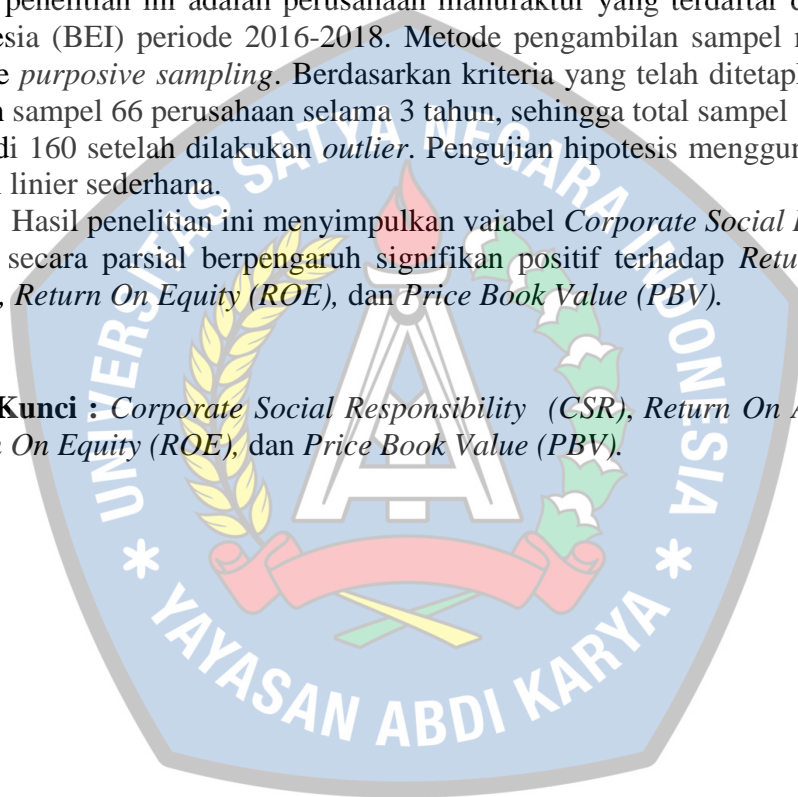 penelitian ini adalah perusahaan manufaktur yang terdaftar
esia (BEI) periode 2016-2018. Metode pengambilan sampel
e purposive sampling. Berdasarkan kriteria yang telah ditetap
sampel 66 perusahaan selama 3 tahun, sehingga total sampel
di 160 setelah dilakukan outlier. Pengujian hipotesis menggun
linier sederhana.
Hasil penelitian ini menyimpulkan vaiabel Corporate Social
secara parsial berpengaruh signifikan positif terhadap Retu
, Return On Equity (ROE), dan Price Book Value (PBV).
Kunci : Corporate Social Responsibility (CSR), Return On A
n On Equity (ROE), dan Price Book Value (PBV).
UNIVERSITAS SATYA NEGARA INDONESIA
YAYASAN ABDI KARYA